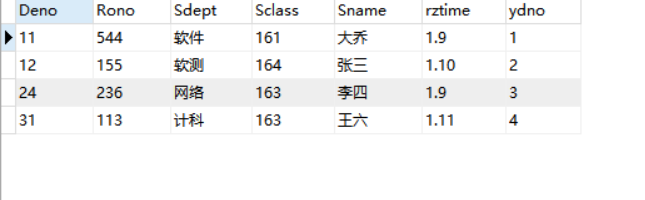 Deno Rono Sdept Sclass Sname rztime ydno
11 544 软件 161 大乔 1.9 1
12 155 软测 164 张三 1.10 2
24 236 网络 163 李四 1.9 3
31 113 计科 163 王六 1.11 4